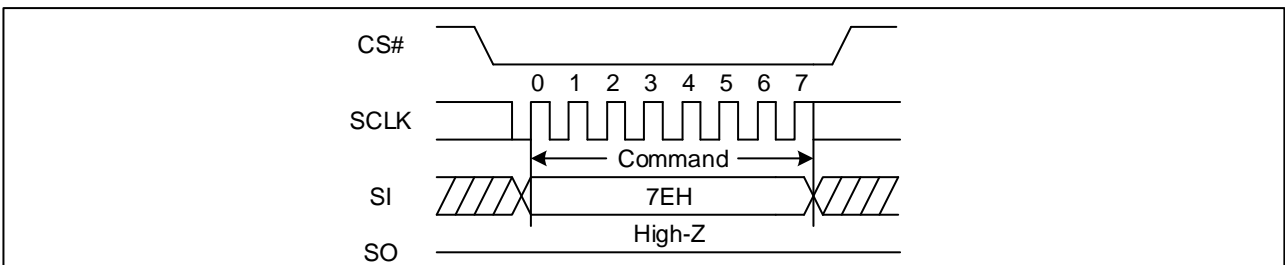 CS#
0 1 2 3 4 5 6 7
SCLK
Command
SI
7EH
High-Z
SO